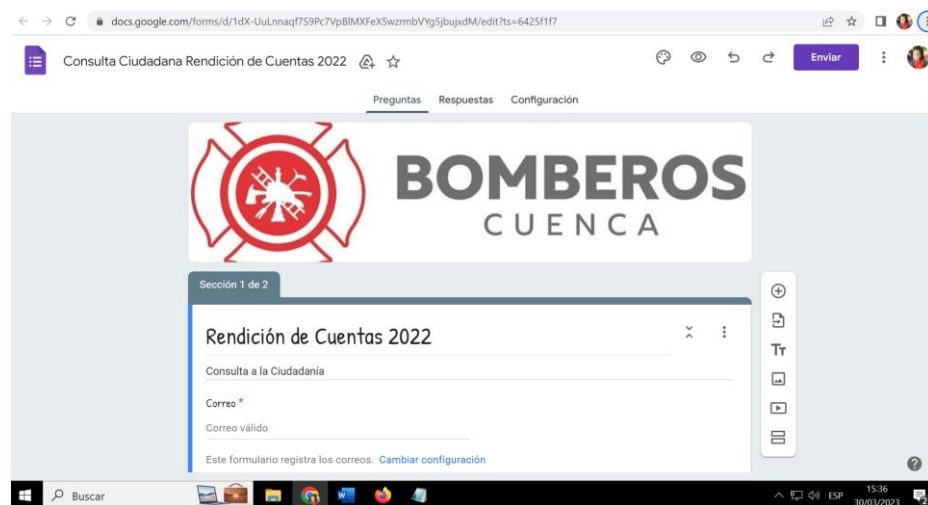 docs.google.com/forms/d/1dX-UuLnnaqf7S9Pc7VpBlMXFeX5wzrmbVYg5jbujxdM/edit?ts=6425f1f7
Consulta Ciudadana Rendición de Cuentas 2022
Enviar
Preguntas Respuestas Configuración
BOMBEROS
CUENCA
Sección 1 de 2
Rendición de Cuentas 2022
Consulta a la Ciudadanía
Correo *
Correo válido
Este formulario registra los correos. Cambiar configuración
Tт
Buscar
ESP
15:36
30/03/2023